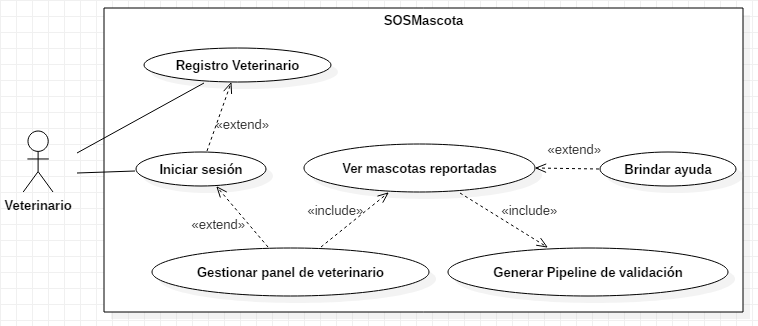 SOSMascota
Registro Veterinario
«extend»
Veterinario
Iniciar sesión
Ver mascotas reportadas
«extend»
Brindar ayuda
«extend»
«include»
«include»
Gestionar panel de veterinario
Generar Pipeline de validación